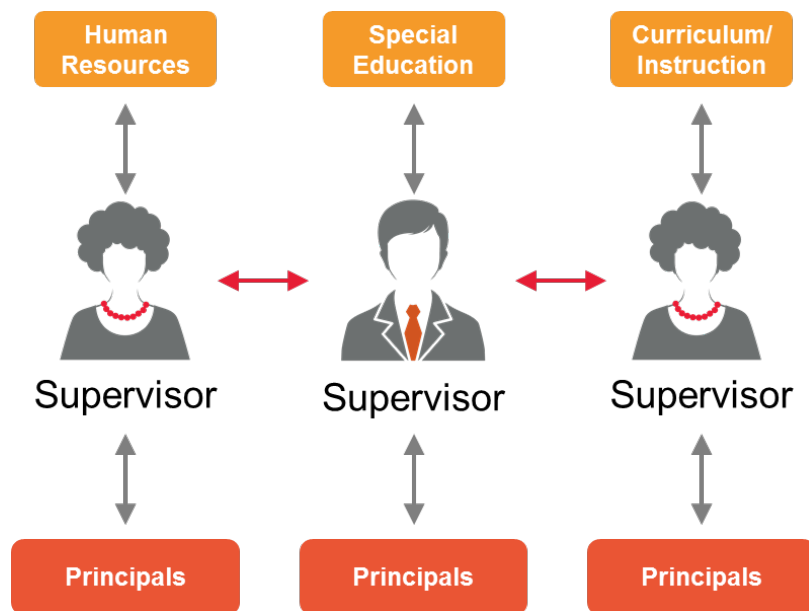 Human
Resources
Special
Education
Curriculum/
Instruction
Supervisor
Supervisor
Supervisor
Principals
Principals
Principals